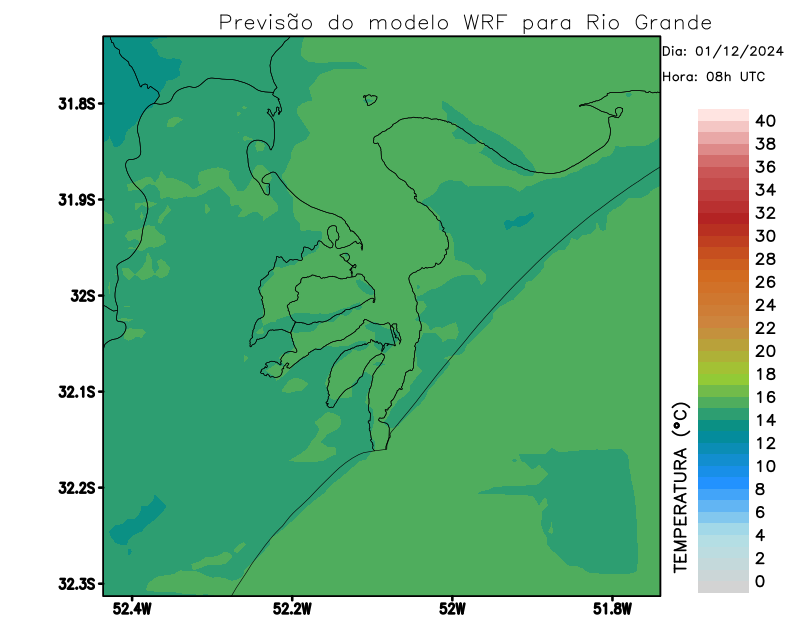 Previsão do modelo WRF para Rio Grande
Dia: 01/12/2024
Hora: 08h UTC
31.8S
31.9S
32S
32.1S
32.2S
32.3S
52.4W
52.2W
52W
51.8W
TEMPERATURA (°C)
40
38
36
34
32
30
28
26
24
22
20
18
16
14
12
10
8
6
4
2
0